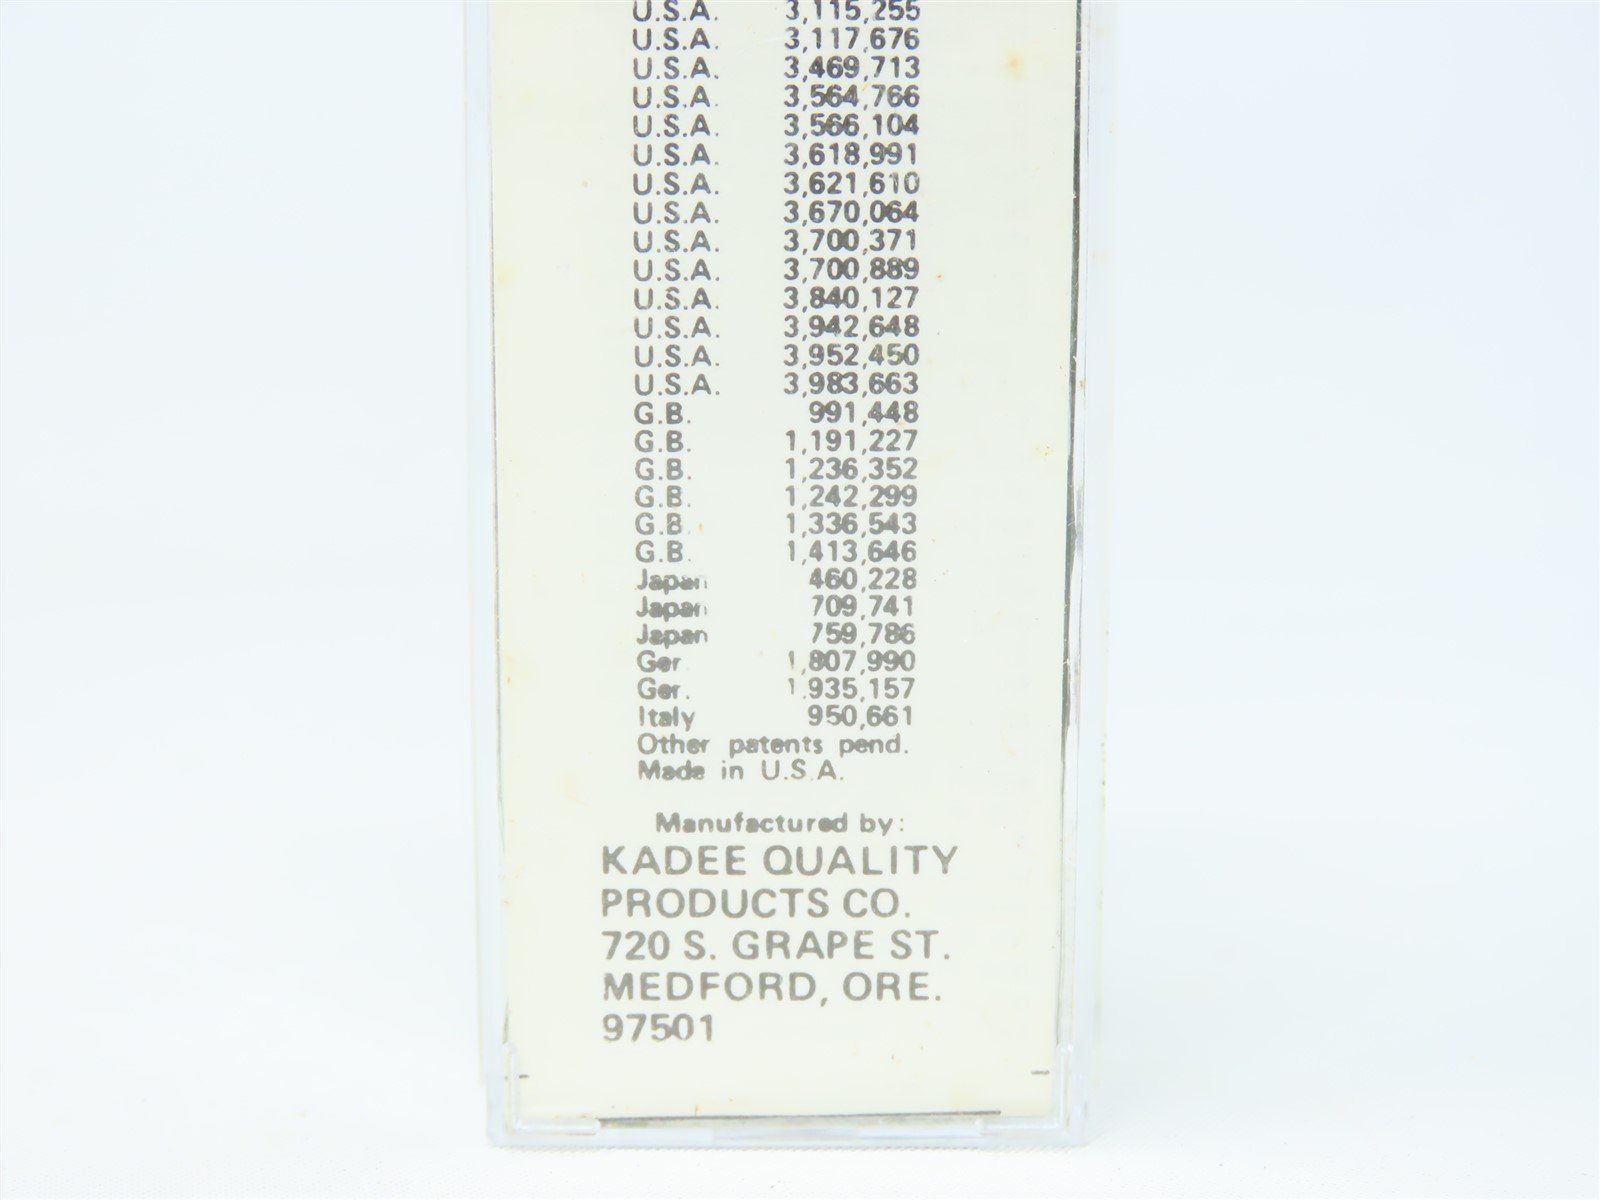 U.S.A. 3,115,255
U.S.A. 3,117,676
U.S.A. 3,469,713
U.S.A. 3,564,766
U.S.A. 3,566,104
U.S.A. 3,618,991
U.S.A. 3,621,610
U.S.A. 3,670,064
U.S.A. 3,700,371
U.S.A. 3,700,889
U.S.A. 3,840,127
U.S.A. 3,942,648
U.S.A. 3,952,450
U.S.A. 3,983,663
G.B. 991,448
G.B. 1,191,227
G.B. 1,236,352
G.B. 1,242,299
G.B. 1,336,543
G.B. 1,413,646
Japan 460,228
Japan 709,741
Japan 759,786
Ger. 1,807,990
Ger. 1,935,157
Italy 950,661
Other patents pend.
Made in U.S.A.
Manufactured by:
KADEE QUALITY
PRODUCTS CO.
720 S. GRAPE ST.
MEDFORD, ORE.
97501